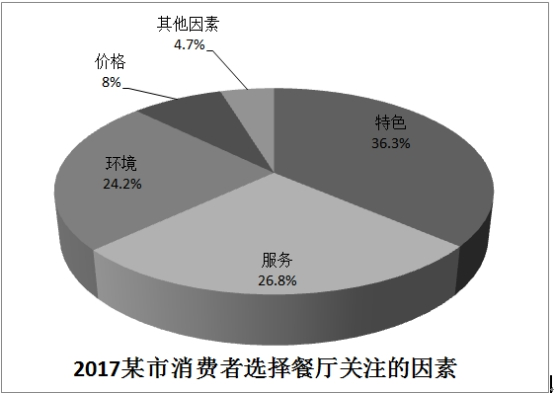 其他因素
4.7%
价格
8%
特色
36.3%
环境
24.2%
服务
26.8%
2017某市消费者选择餐厅关注的因素